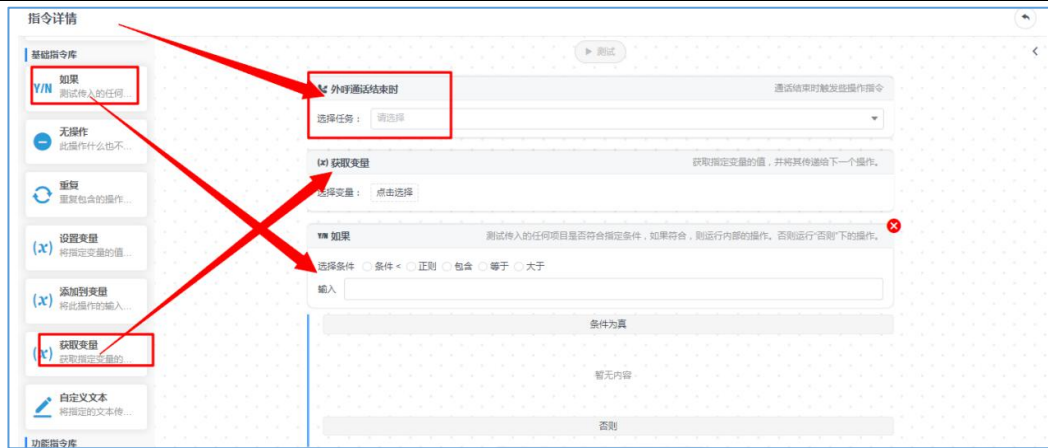 指令详情
基础指令库
Y/N 如果
测试传入的任何...
无操作
此操作什么也不...
重复
重复包含的操作...
(x) 设置变量
将指定变量的值...
(x) 添加到变量
将此操作的输入...
(x) 获取变量
获取指定变量的...
自定义文本
将指定的文本传...
功能指令库
测试
外呼通话结束时 通话结束时触发些操作指令
选择任务： 请选择
(x) 获取变量 获取指定变量的值，并将其传递给下一个操作。
选择变量： 点击选择
Y/N 如果 测试传入的任何项目是否符合指定条件，如果符合，则运行内部的操作。否则运行“否则”下的操作。
选择条件 条件 < 正则 包含 等于 大于
输入
条件为真
暂无内容
否则